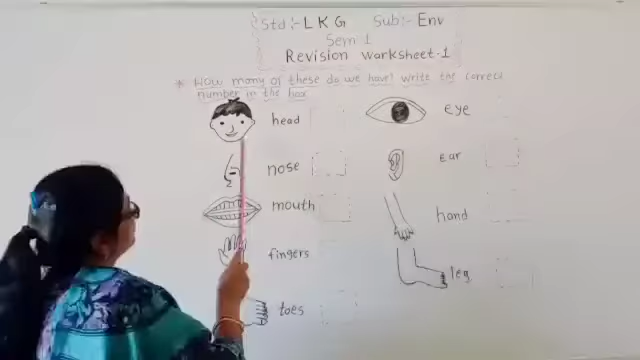 Std :- L K G Sub :- Env
Sem 1
Revision Worksheet-1
* How many of these do we have? Write the correct
number in the box
head
eye
nose
ear
mouth
hand
fingers
leg
toes